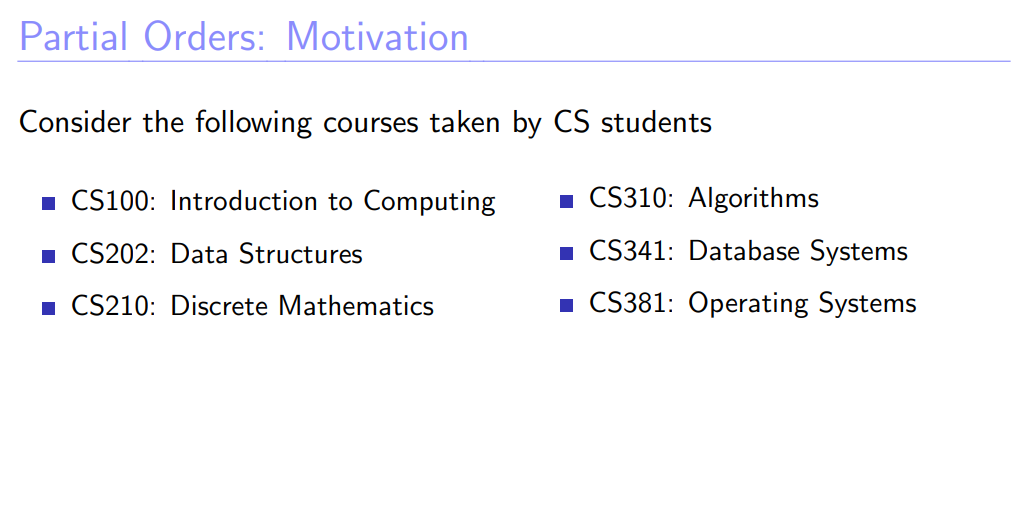 Partial Orders: Motivation
Consider the following courses taken by CS students
CS100: Introduction to Computing
CS202: Data Structures
CS210: Discrete Mathematics
CS310: Algorithms
CS341: Database Systems
CS381: Operating Systems